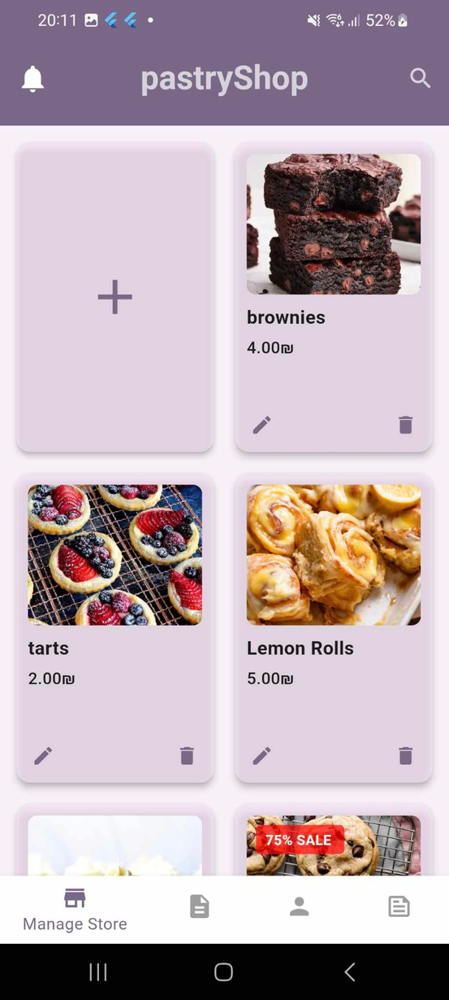 20:11 52%
pastryShop
brownies
4.00₪
tarts
2.00₪
Lemon Rolls
5.00₪
75% SALE
Manage Store